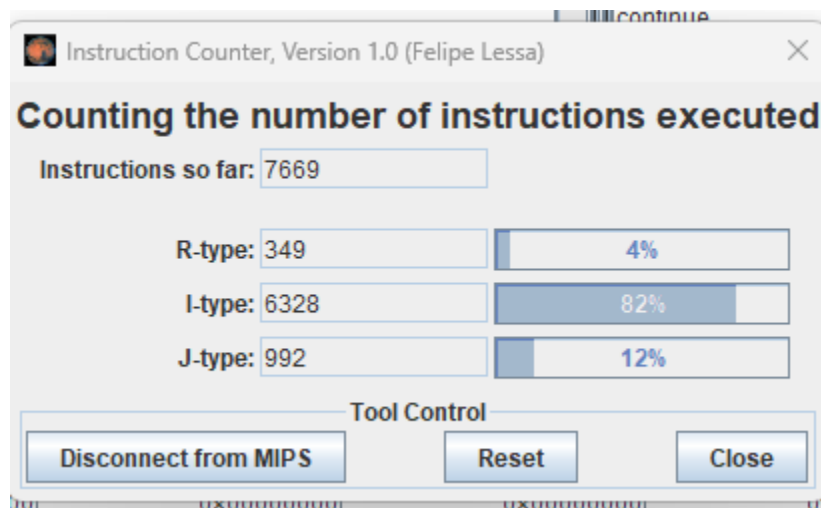 continue
Instruction Counter, Version 1.0 (Felipe Lessa)
Counting the number of instructions executed
Instructions so far: 7669
R-type: 349 4%
I-type: 6328 82%
J-type: 992 12%
Tool Control
Disconnect from MIPS Reset Close